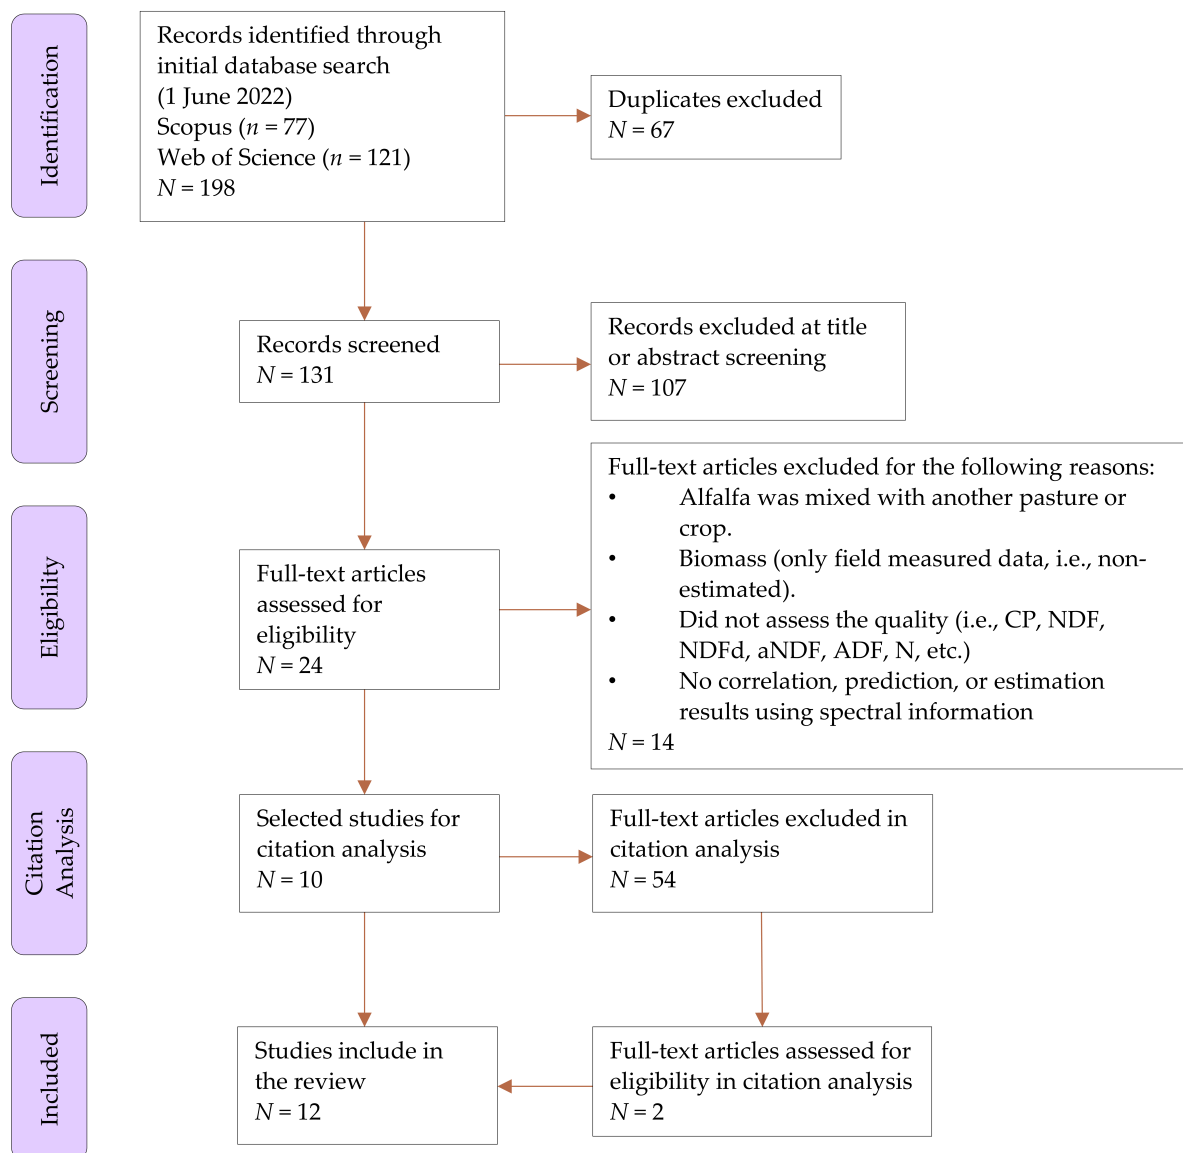 Identification
Records identified through
initial database search
(1 June 2022)
Scopus (n = 77)
Web of Science (n = 121)
N = 198
Duplicates excluded
N = 67
Screening
Records screened
N = 131
Records excluded at title
or abstract screening
N = 107
Eligibility
Full-text articles
assessed for
eligibility
N = 24
Full-text articles excluded for the following reasons:
• Alfalfa was mixed with another pasture or
crop.
• Biomass (only field measured data, i.e., non-
estimated).
• Did not assess the quality (i.e., CP, NDF,
NDFd, aNDF, ADF, N, etc.)
• No correlation, prediction, or estimation
results using spectral information
N = 14
Citation
Analysis
Selected studies for
citation analysis
N = 10
Full-text articles excluded in
citation analysis
N = 54
Included
Studies include in
the review
N = 12
Full-text articles assessed for
eligibility in citation analysis
N = 2